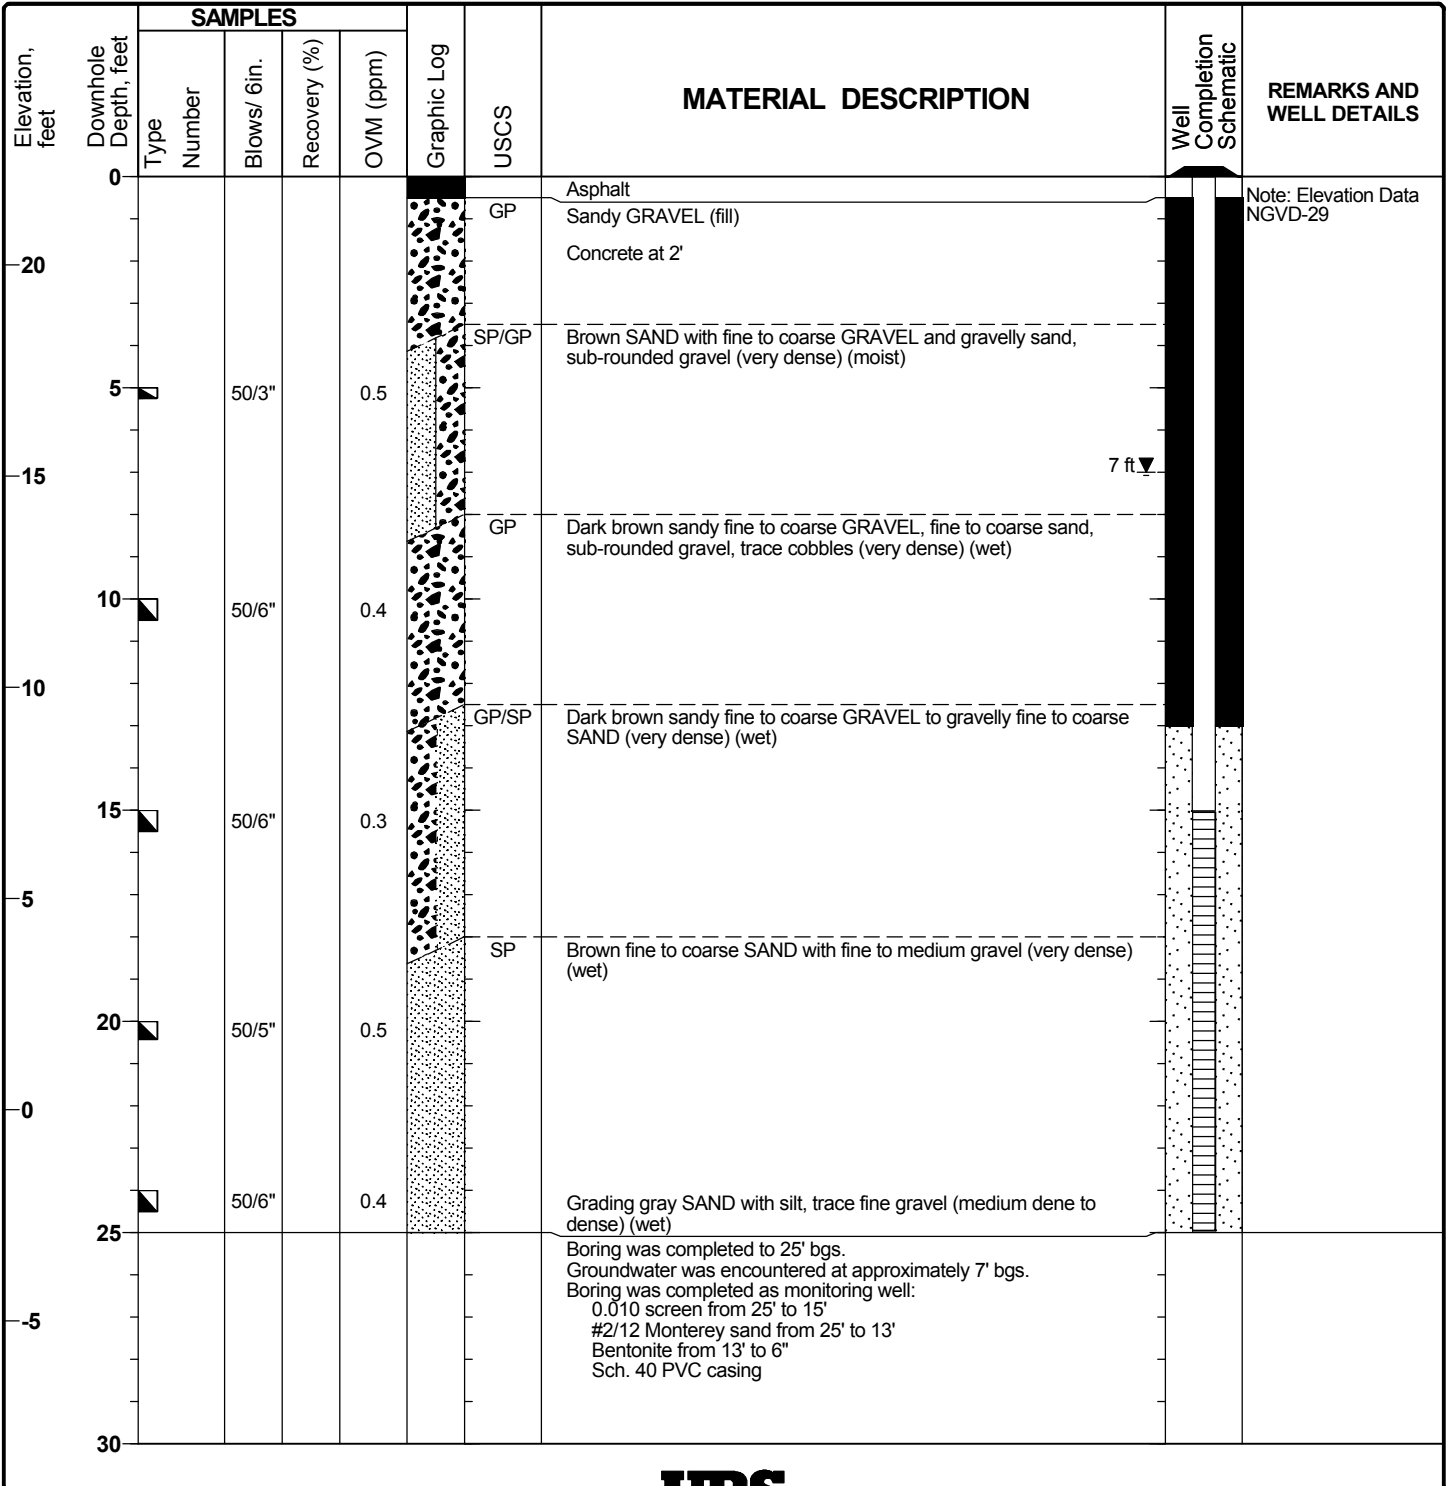 SAMPLES
Elevation, feet
Downhole Depth, feet
Type
Number
Blows/ 6in.
Recovery (%)
OVM (ppm)
Graphic Log
USCS
MATERIAL DESCRIPTION
Well Completion Schematic
REMARKS AND
WELL DETAILS
0
Asphalt
Note: Elevation Data
NGVD-29
GP
Sandy GRAVEL (fill)
Concrete at 2'
20
SP/GP
Brown SAND with fine to coarse GRAVEL and gravelly sand,
sub-rounded gravel (very dense) (moist)
5
50/3"
0.5
7 ft
15
GP
Dark brown sandy fine to coarse GRAVEL, fine to coarse sand,
sub-rounded gravel, trace cobbles (very dense) (wet)
10
50/6"
0.4
10
GP/SP
Dark brown sandy fine to coarse GRAVEL to gravelly fine to coarse
SAND (very dense) (wet)
15
50/6"
0.3
5
SP
Brown fine to coarse SAND with fine to medium gravel (very dense)
(wet)
20
50/5"
0.5
0
50/6"
0.4
Grading gray SAND with silt, trace fine gravel (medium dene to
dense) (wet)
25
Boring was completed to 25' bgs.
Groundwater was encountered at approximately 7' bgs.
Boring was completed as monitoring well:
0.010 screen from 25' to 15'
-5
#2/12 Monterey sand from 25' to 13'
Bentonite from 13' to 6"
Sch. 40 PVC casing
30